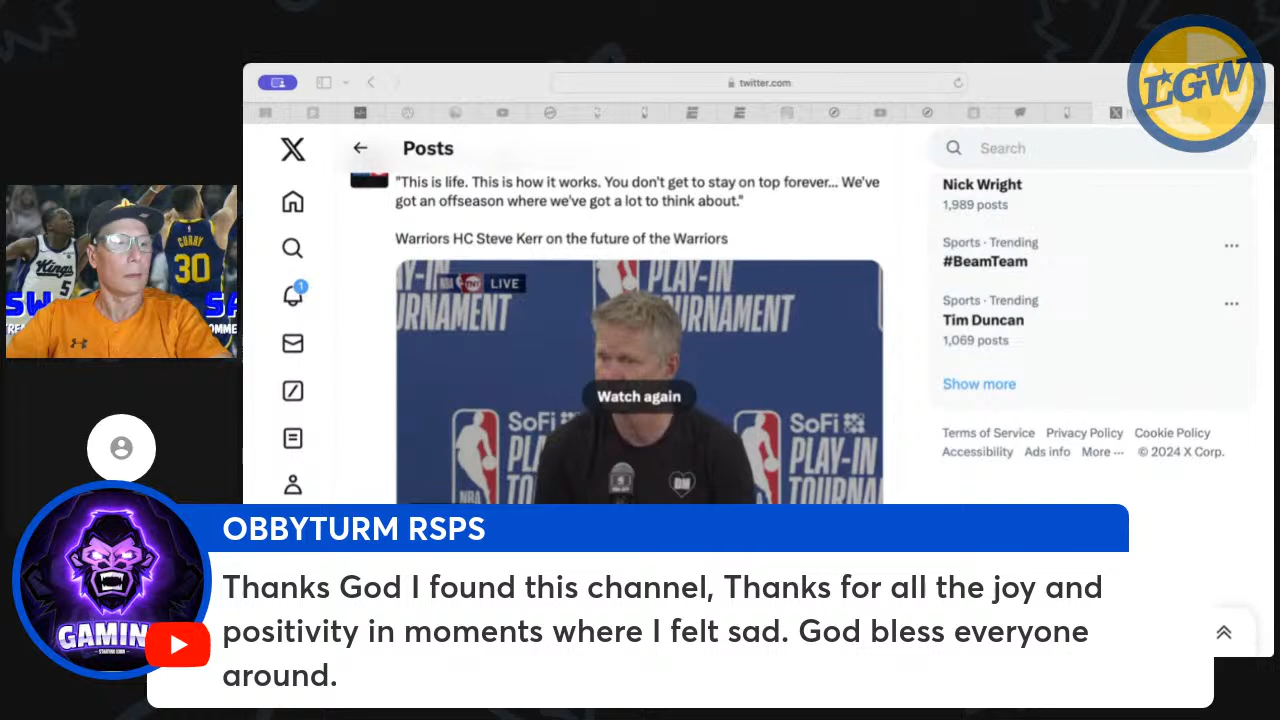 LGW
twitter.com
Posts
Search
"This is life. This is how it works. You don't get to stay on top forever... We've
got an offseason where we've got a lot to think about."
Warriors HC Steve Kerr on the future of the Warriors
Nick Wright
1,989 posts
Sports · Trending
#BeamTeam
Sports · Trending
Tim Duncan
1,069 posts
Show more
Terms of Service Privacy Policy Cookie Policy
Accessibility Ads info More ··· © 2024 X Corp.
1
Kings
5
CURRY
30
NBA TNT LIVE
PLAY-IN
TOURNAMENT
Watch again
SoFi
PLAY-IN
NBA
GAMIN
OBBYTURM RSPS
Thanks God I found this channel, Thanks for all the joy and
positivity in moments where I felt sad. God bless everyone
around.